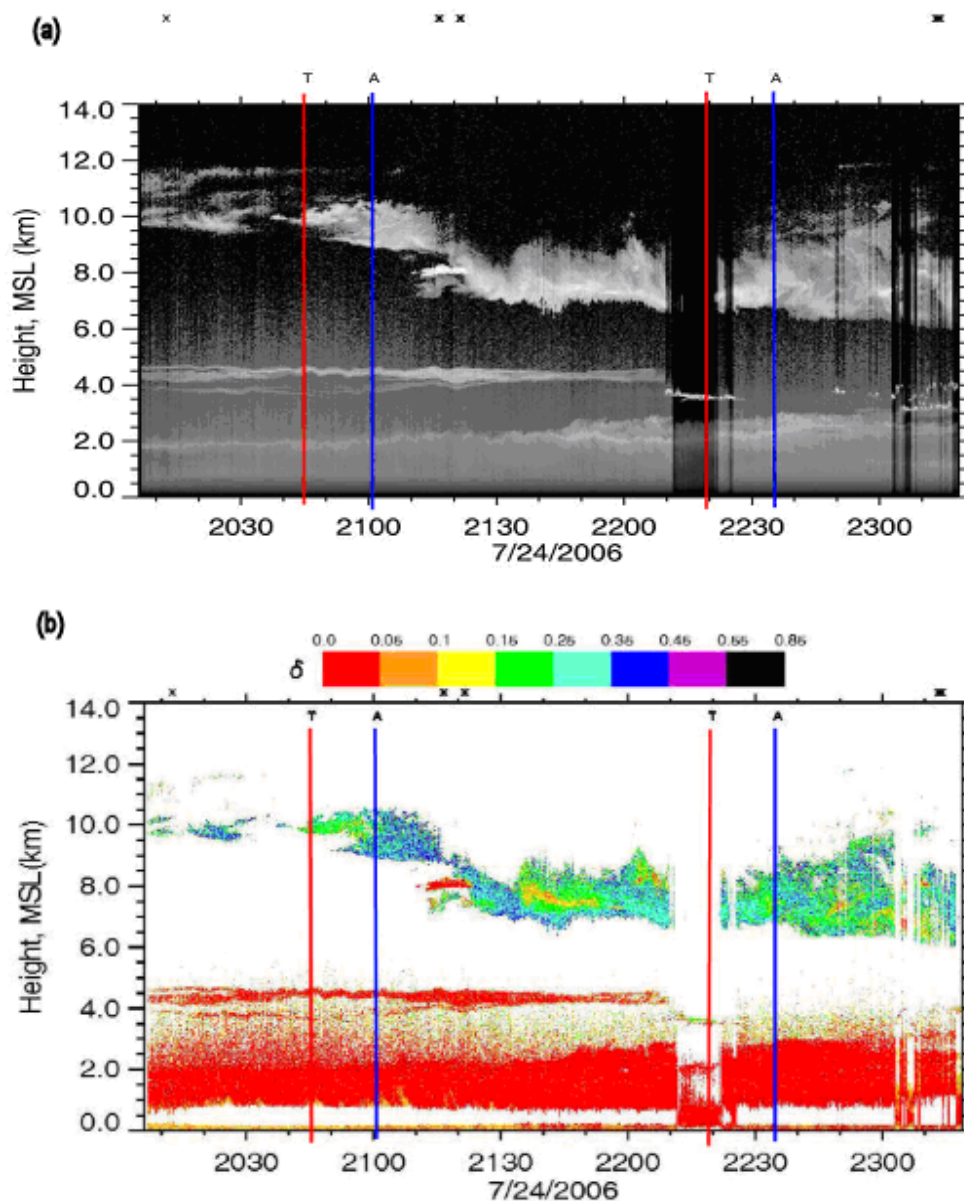 (a)
x x x x
T A T A
14.0
12.0
10.0
8.0
6.0
4.0
2.0
0.0
Height, MSL (km)
2030 2100 2130 2200 2230 2300
7/24/2006
(b)
0.0 0.05 0.1 0.15 0.25 0.35 0.45 0.55 0.85
δ
x x x x
14.0
T A T A
12.0
10.0
8.0
6.0
4.0
2.0
0.0
Height, MSL(km)
2030 2100 2130 2200 2230 2300
7/24/2006